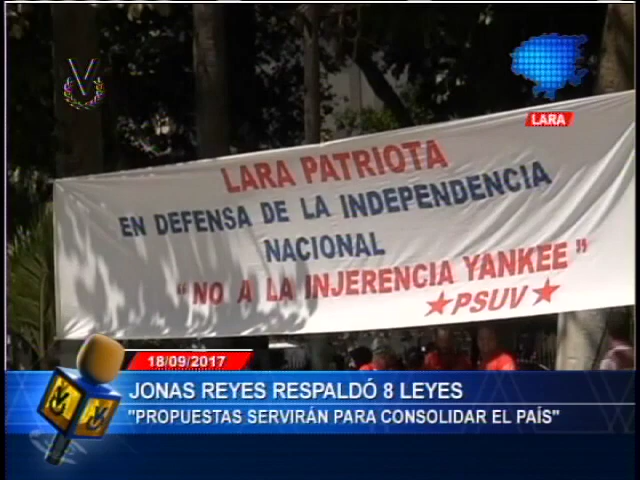 LARA
LARA PATRIOTA
EN DEFENSA DE LA INDEPENDENCIA
NACIONAL
“NO A LA INJERENCIA YANKEE”
★PSUV★
18/09/2017
JONAS REYES RESPALDÓ 8 LEYES
"PROPUESTAS SERVIRÁN PARA CONSOLIDAR EL PAÍS"